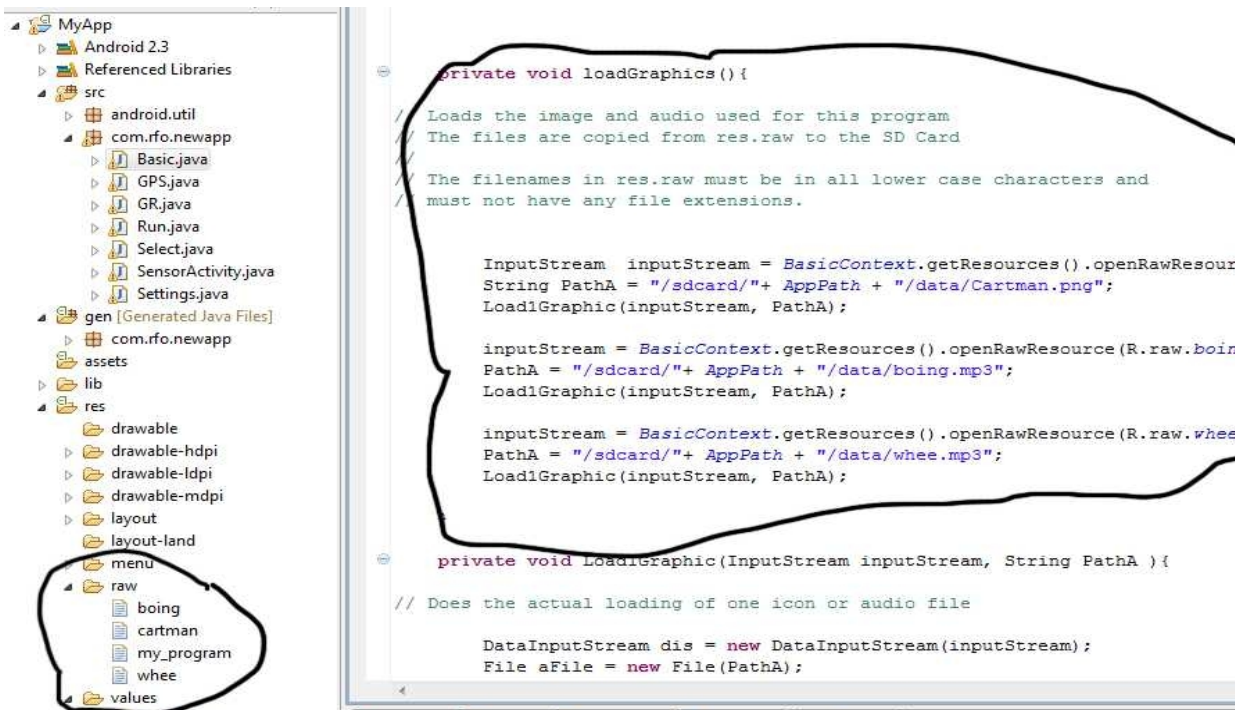 MyApp
Android 2.3
Referenced Libraries
src
android.util
com.rfo.newapp
Basic.java
GPS.java
GR.java
Run.java
Select.java
SensorActivity.java
Settings.java
gen [Generated Java Files]
com.rfo.newapp
assets
lib
res
drawable
drawable-hdpi
drawable-ldpi
drawable-mdpi
layout
layout-land
menu
raw
boing
cartman
my_program
whee
values
private void loadGraphics(){
// Loads the image and audio used for this program
// The files are copied from res.raw to the SD Card
//
// The filenames in res.raw must be in all lower case characters and
// must not have any file extensions.
InputStream inputStream = BasicContext.getResources().openRawResour
String PathA = "/sdcard/"+ AppPath + "/data/Cartman.png";
Load1Graphic(inputStream, PathA);
inputStream = BasicContext.getResources().openRawResource(R.raw.boin
PathA = "/sdcard/"+ AppPath + "/data/boing.mp3";
Load1Graphic(inputStream, PathA);
inputStream = BasicContext.getResources().openRawResource(R.raw.whee
PathA = "/sdcard/"+ AppPath + "/data/whee.mp3";
Load1Graphic(inputStream, PathA);
private void Load1Graphic(InputStream inputStream, String PathA ){
// Does the actual loading of one icon or audio file
DataInputStream dis = new DataInputStream(inputStream);
File aFile = new File(PathA);